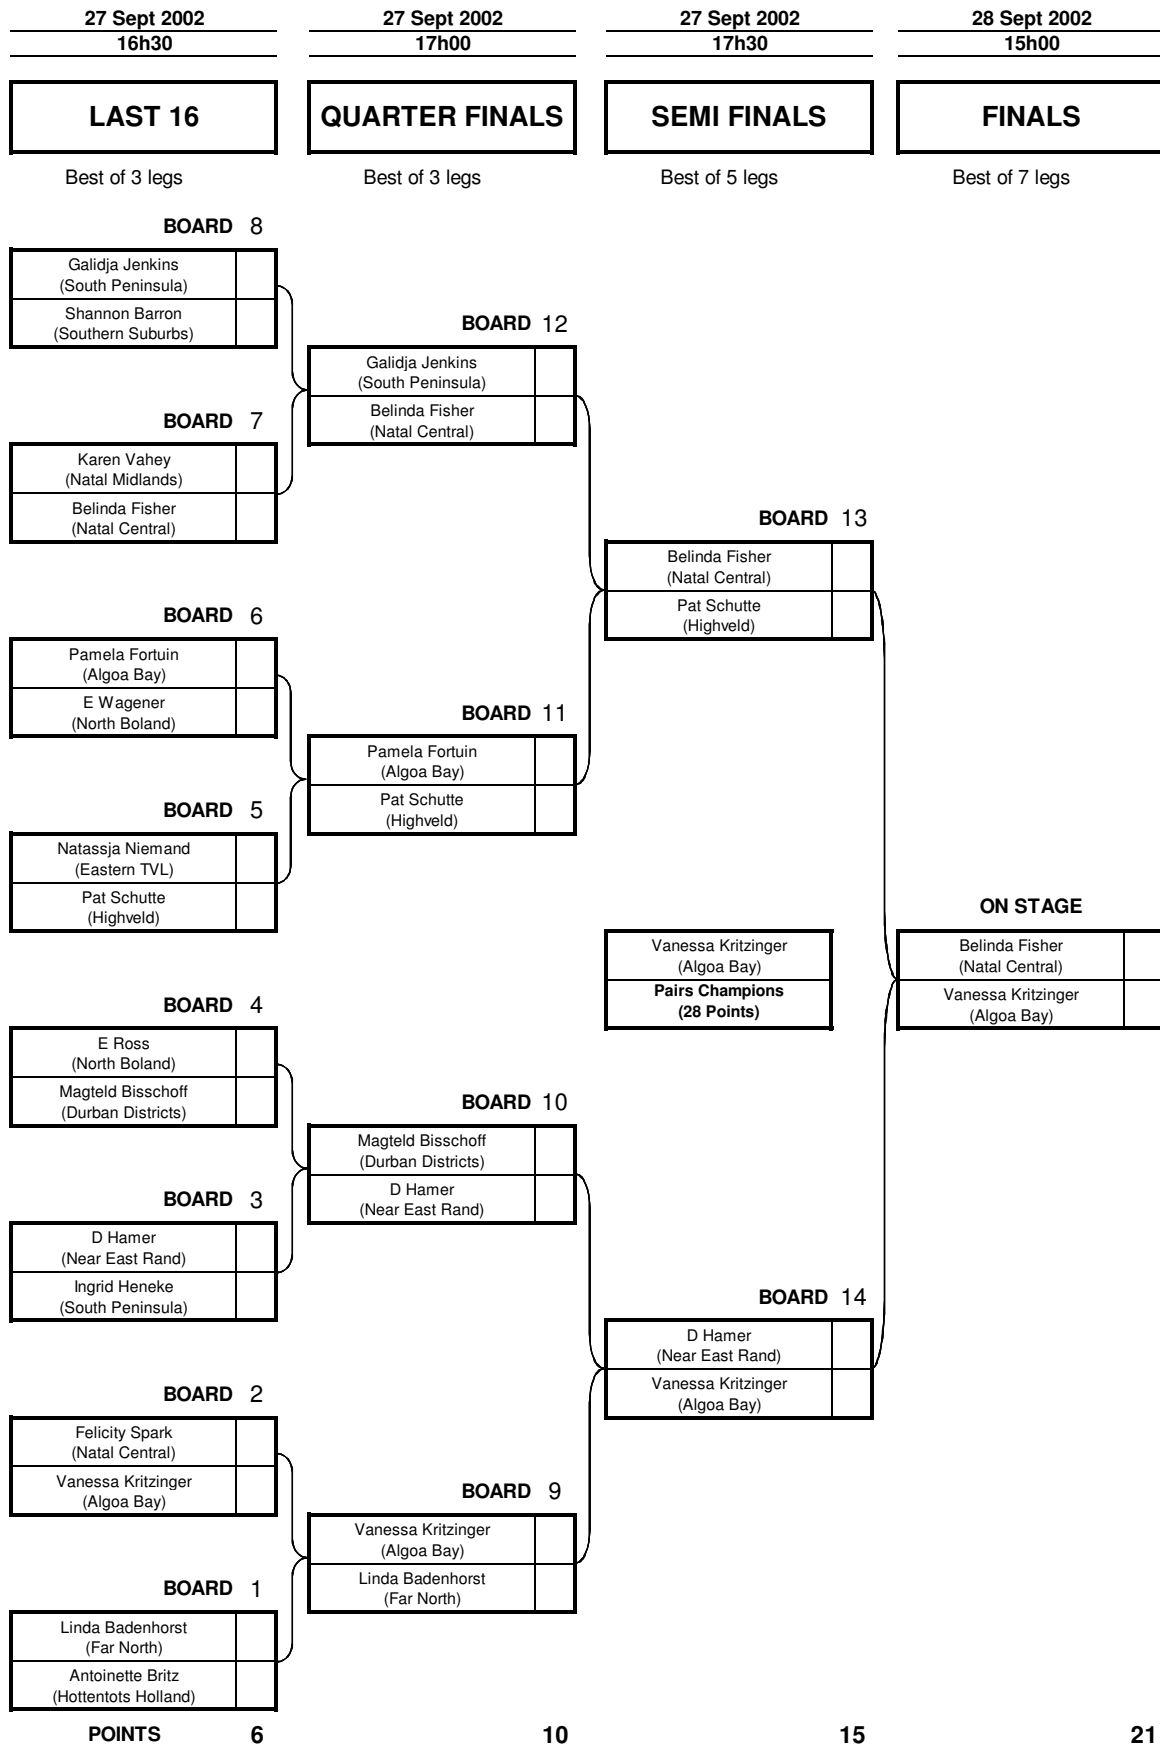 27 Sept 2002 27 Sept 2002 27 Sept 2002 28 Sept 2002
16h30 17h00 17h30 15h00
LAST 16 QUARTER FINALS SEMI FINALS FINALS
Best of 3 legs Best of 3 legs Best of 5 legs Best of 7 legs
BOARD 8
Galidja Jenkins
(South Peninsula)
Shannon Barron
(Southern Suburbs)
BOARD 7
Karen Vahey
(Natal Midlands)
Belinda Fisher
(Natal Central)
BOARD 6
Pamela Fortuin
(Algoa Bay)
E Wagener
(North Boland)
BOARD 5
Natassja Niemand
(Eastern TVL)
Pat Schutte
(Highveld)
BOARD 4
E Ross
(North Boland)
Magteld Bisschoff
(Durban Districts)
BOARD 3
D Hamer
(Near East Rand)
Ingrid Heneke
(South Peninsula)
BOARD 2
Felicity Spark
(Natal Central)
Vanessa Kritzinger
(Algoa Bay)
BOARD 1
Linda Badenhorst
(Far North)
Antoinette Britz
(Hottentots Holland)
BOARD 12
Galidja Jenkins
(South Peninsula)
Belinda Fisher
(Natal Central)
BOARD 11
Pamela Fortuin
(Algoa Bay)
Pat Schutte
(Highveld)
BOARD 10
Magteld Bisschoff
(Durban Districts)
D Hamer
(Near East Rand)
BOARD 9
Vanessa Kritzinger
(Algoa Bay)
Linda Badenhorst
(Far North)
BOARD 13
Belinda Fisher
(Natal Central)
Pat Schutte
(Highveld)
Vanessa Kritzinger
(Algoa Bay)
Pairs Champions
(28 Points)
BOARD 14
D Hamer
(Near East Rand)
Vanessa Kritzinger
(Algoa Bay)
ON STAGE
Belinda Fisher
(Natal Central)
Vanessa Kritzinger
(Algoa Bay)
POINTS 6 10 15 21